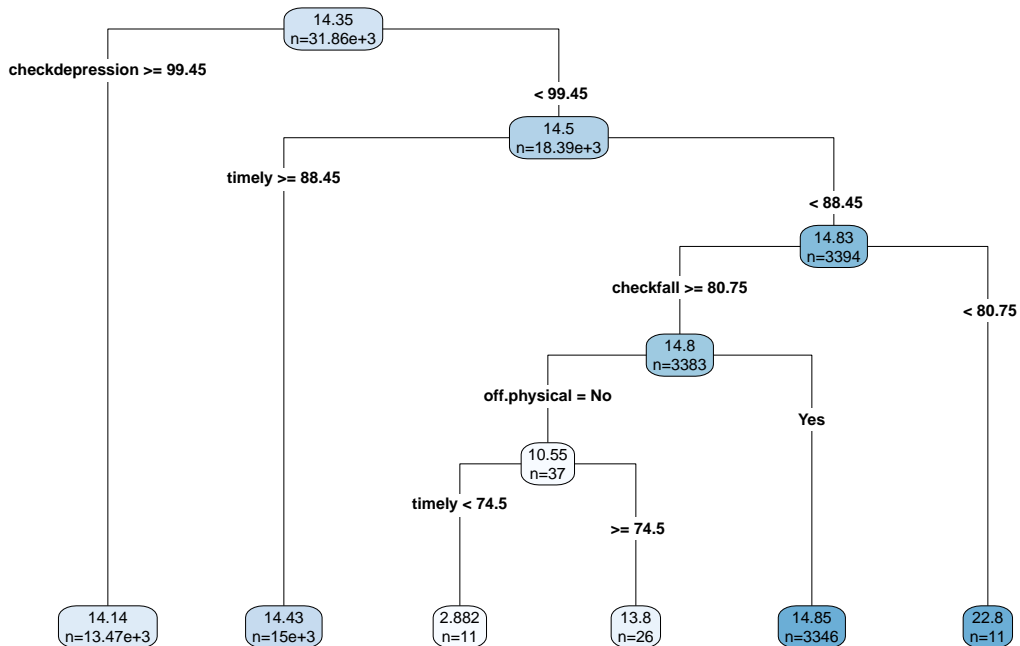 14.35
n=31.86e+3
checkdepression >= 99.45
< 99.45
14.5
n=18.39e+3
timely >= 88.45
< 88.45
14.83
n=3394
checkfall >= 80.75
< 80.75
14.8
n=3383
off.physical = No
Yes
10.55
n=37
timely < 74.5
>= 74.5
14.14
n=13.47e+3
14.43
n=15e+3
2.882
n=11
13.8
n=26
14.85
n=3346
22.8
n=11